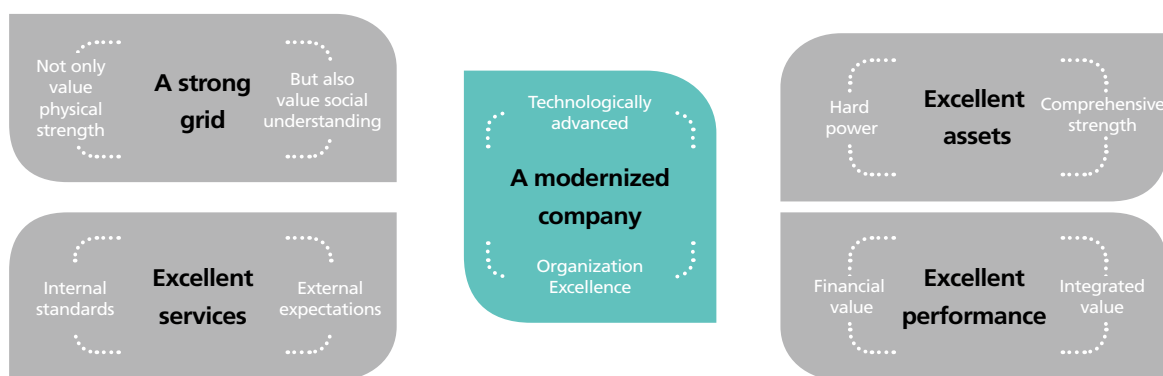 Not only
value
physical
strength
A strong
grid
But also
value social
understanding
Internal
standards
Excellent
services
External
expectations
Technologically
advanced
A modernized
company
Organization
Excellence
Hard
power
Excellent
assets
Comprehensive
strength
Financial
value
Excellent
performance
Integrated
value